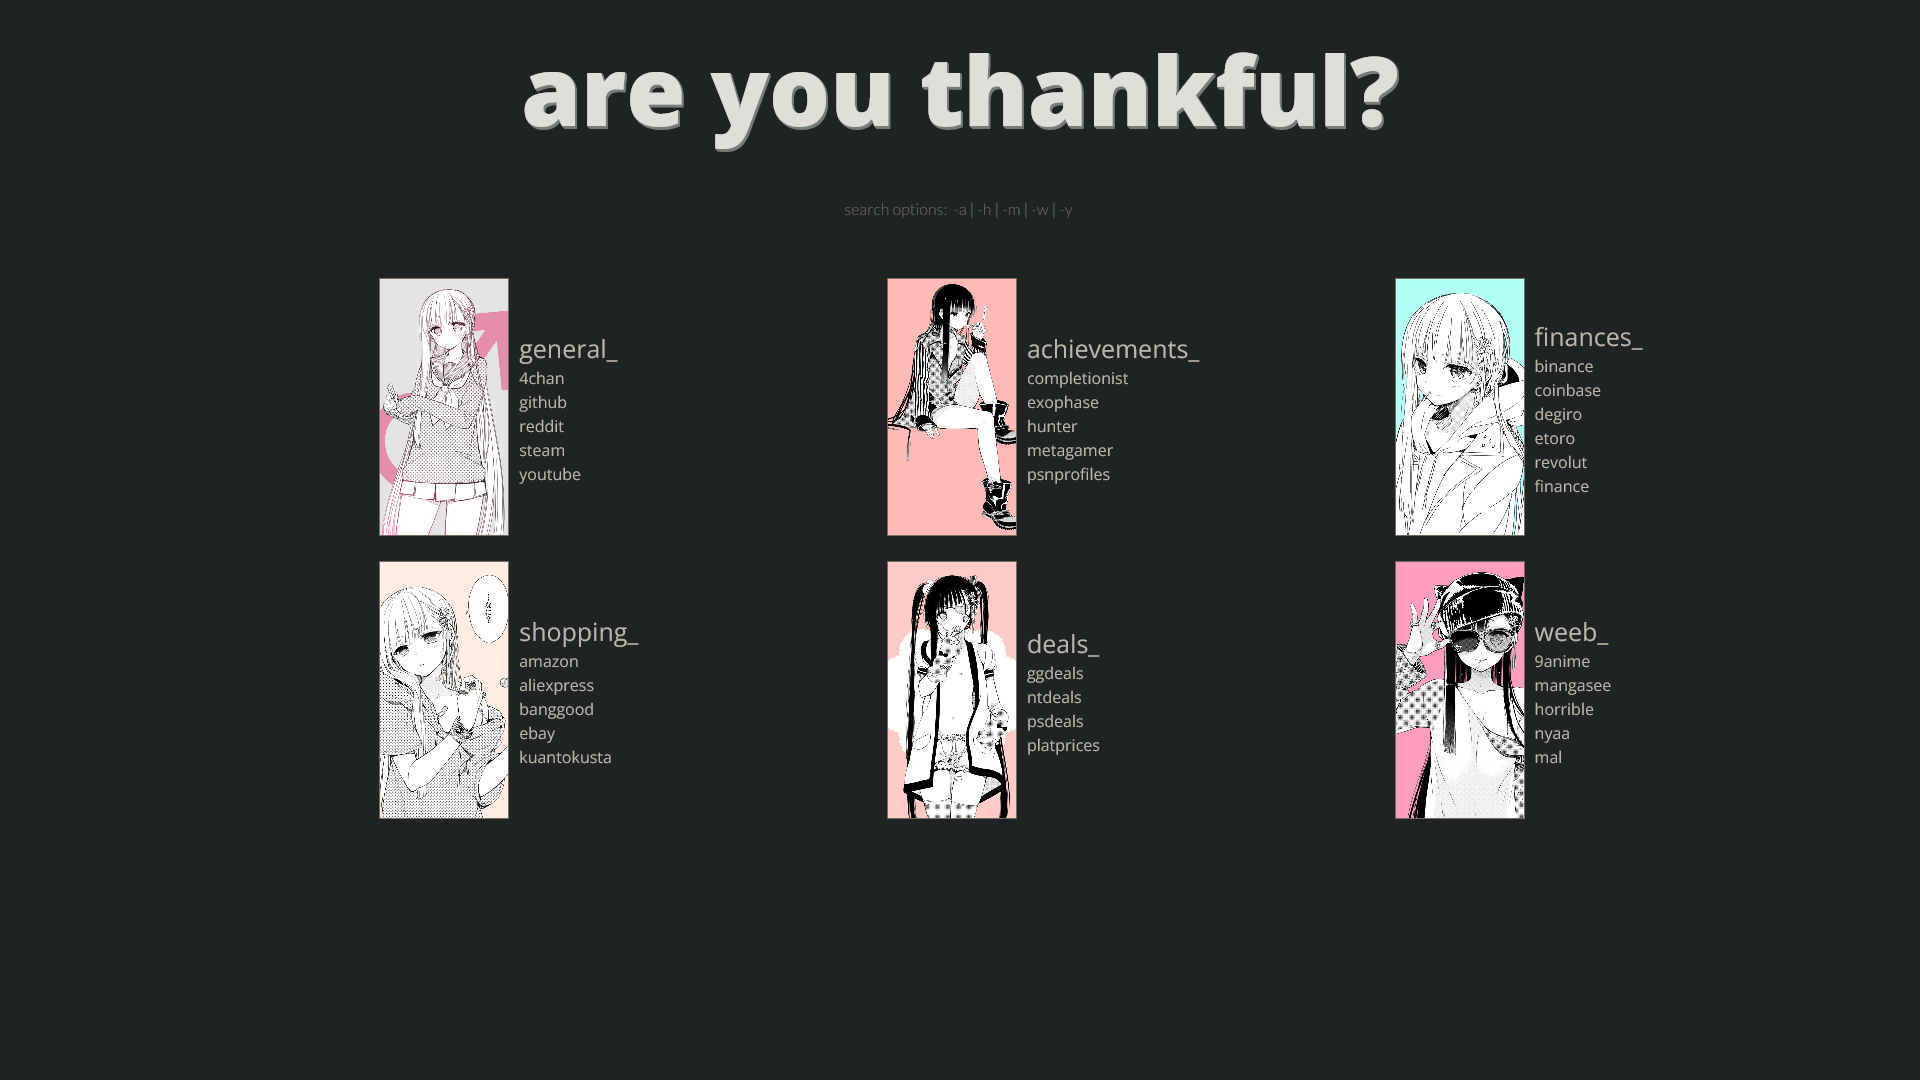 are you thankful?
search options: -a | -h | -m | -w | -y
general_
4chan
github
reddit
steam
youtube
achievements_
completionist
exophase
hunter
metagamer
psnprofiles
finances_
binance
coinbase
degiro
etoro
revolut
finance
…なに?
shopping_
amazon
aliexpress
banggood
ebay
kuantokusta
deals_
ggdeals
ntdeals
psdeals
platprices
weeb_
9anime
mangasee
horrible
nyaa
mal